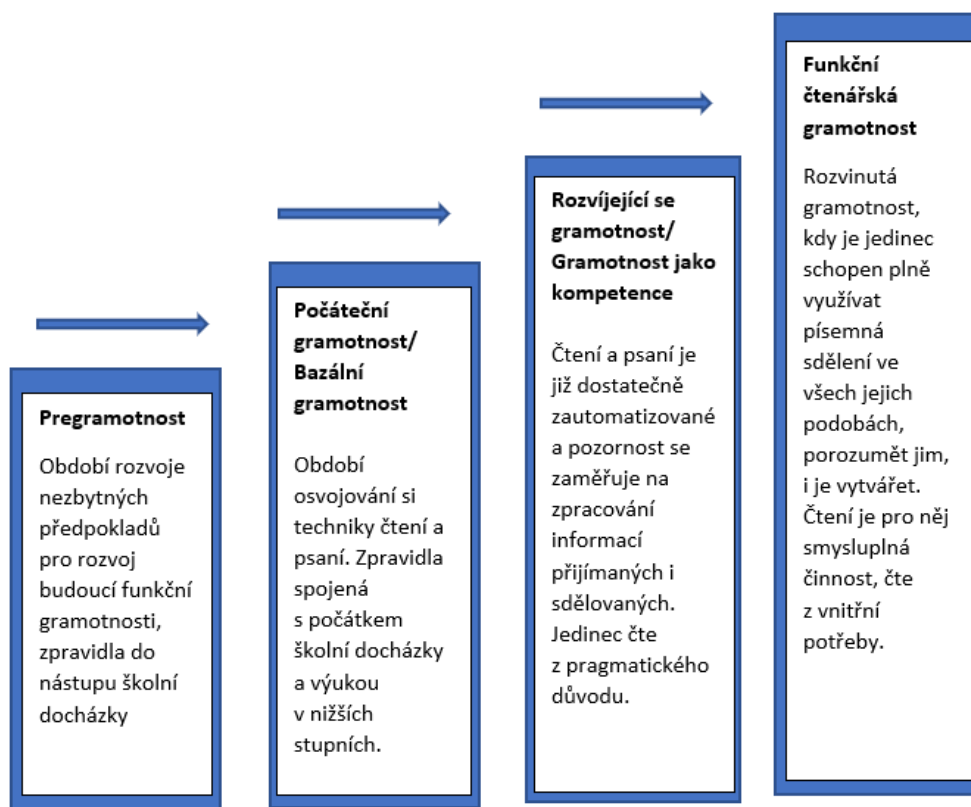 Pregramotnost
Období rozvoje
nezbytných
předpokladů
pro rozvoj
budoucí funkční
gramotnosti,
zpravidla do
nástupu školní
docházky
Počáteční
gramotnost/
Bazální
gramotnost
Období
osvojování si
techniky čtení a
psaní. Zpravidla
spojená
s počátkem
školní docházky
a výukou
v nižších
stupních.
Rozvíjející se
gramotnost/
Gramotnost jako
kompetence
Čtení a psaní je
již dostatečně
zautomatizované
a pozornost se
zaměřuje na
zpracování
informací
přijímaných i
sdělovaných.
Jedinec čte
z pragmatického
důvodu.
Funkční
čtenářská
gramotnost
Rozvinutá
gramotnost,
kdy je jedinec
schopen plně
využívat
písemná
sdělení ve
všech jejich
podobách,
porozumět jim,
i je vytvářet.
Čtení je pro něj
smysluplná
činnost, čte
z vnitřní
potřeby.